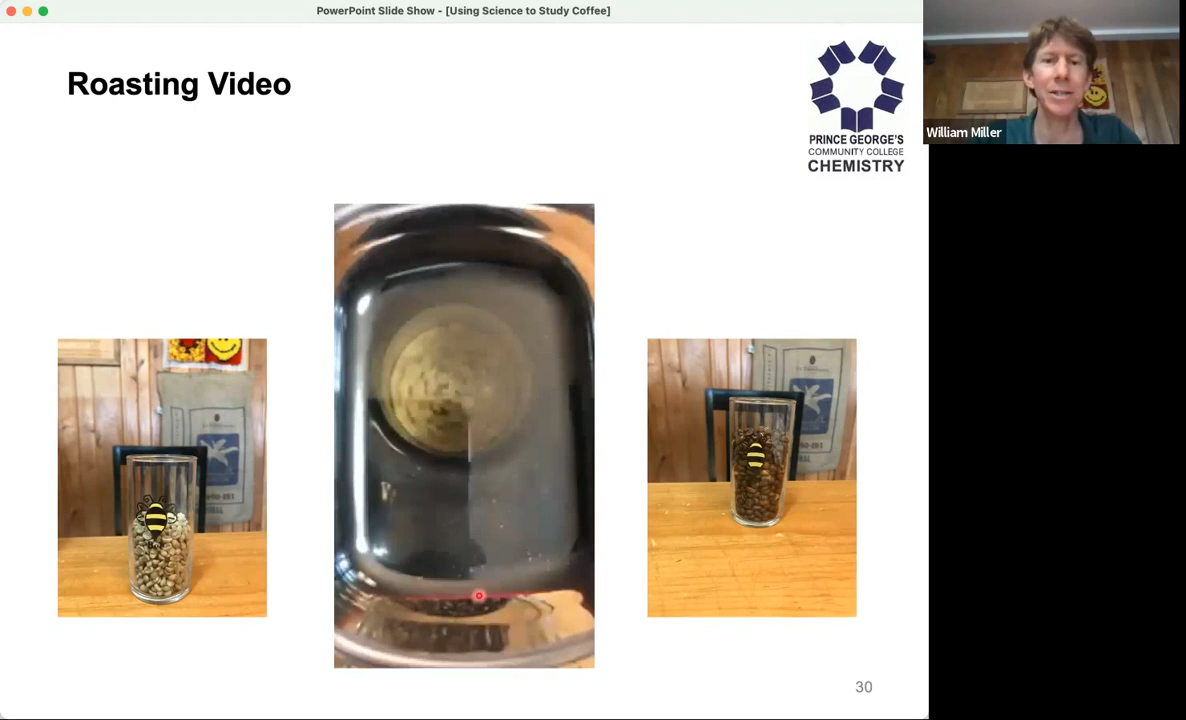 PowerPoint Slide Show - [Using Science to Study Coffee]
Roasting Video
PRINCE GEORGE'S
COMMUNITY COLLEGE
CHEMISTRY
William Miller
30